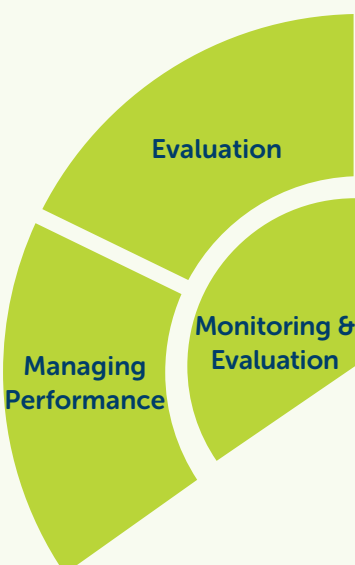 Evaluation
Monitoring &
Evaluation
Managing
Performance